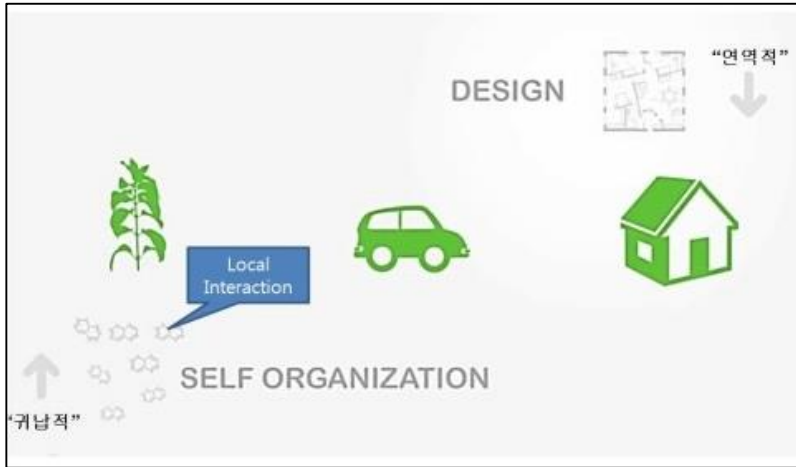 “연역적”
DESIGN
Local
Interaction
SELF ORGANIZATION
“귀납적”